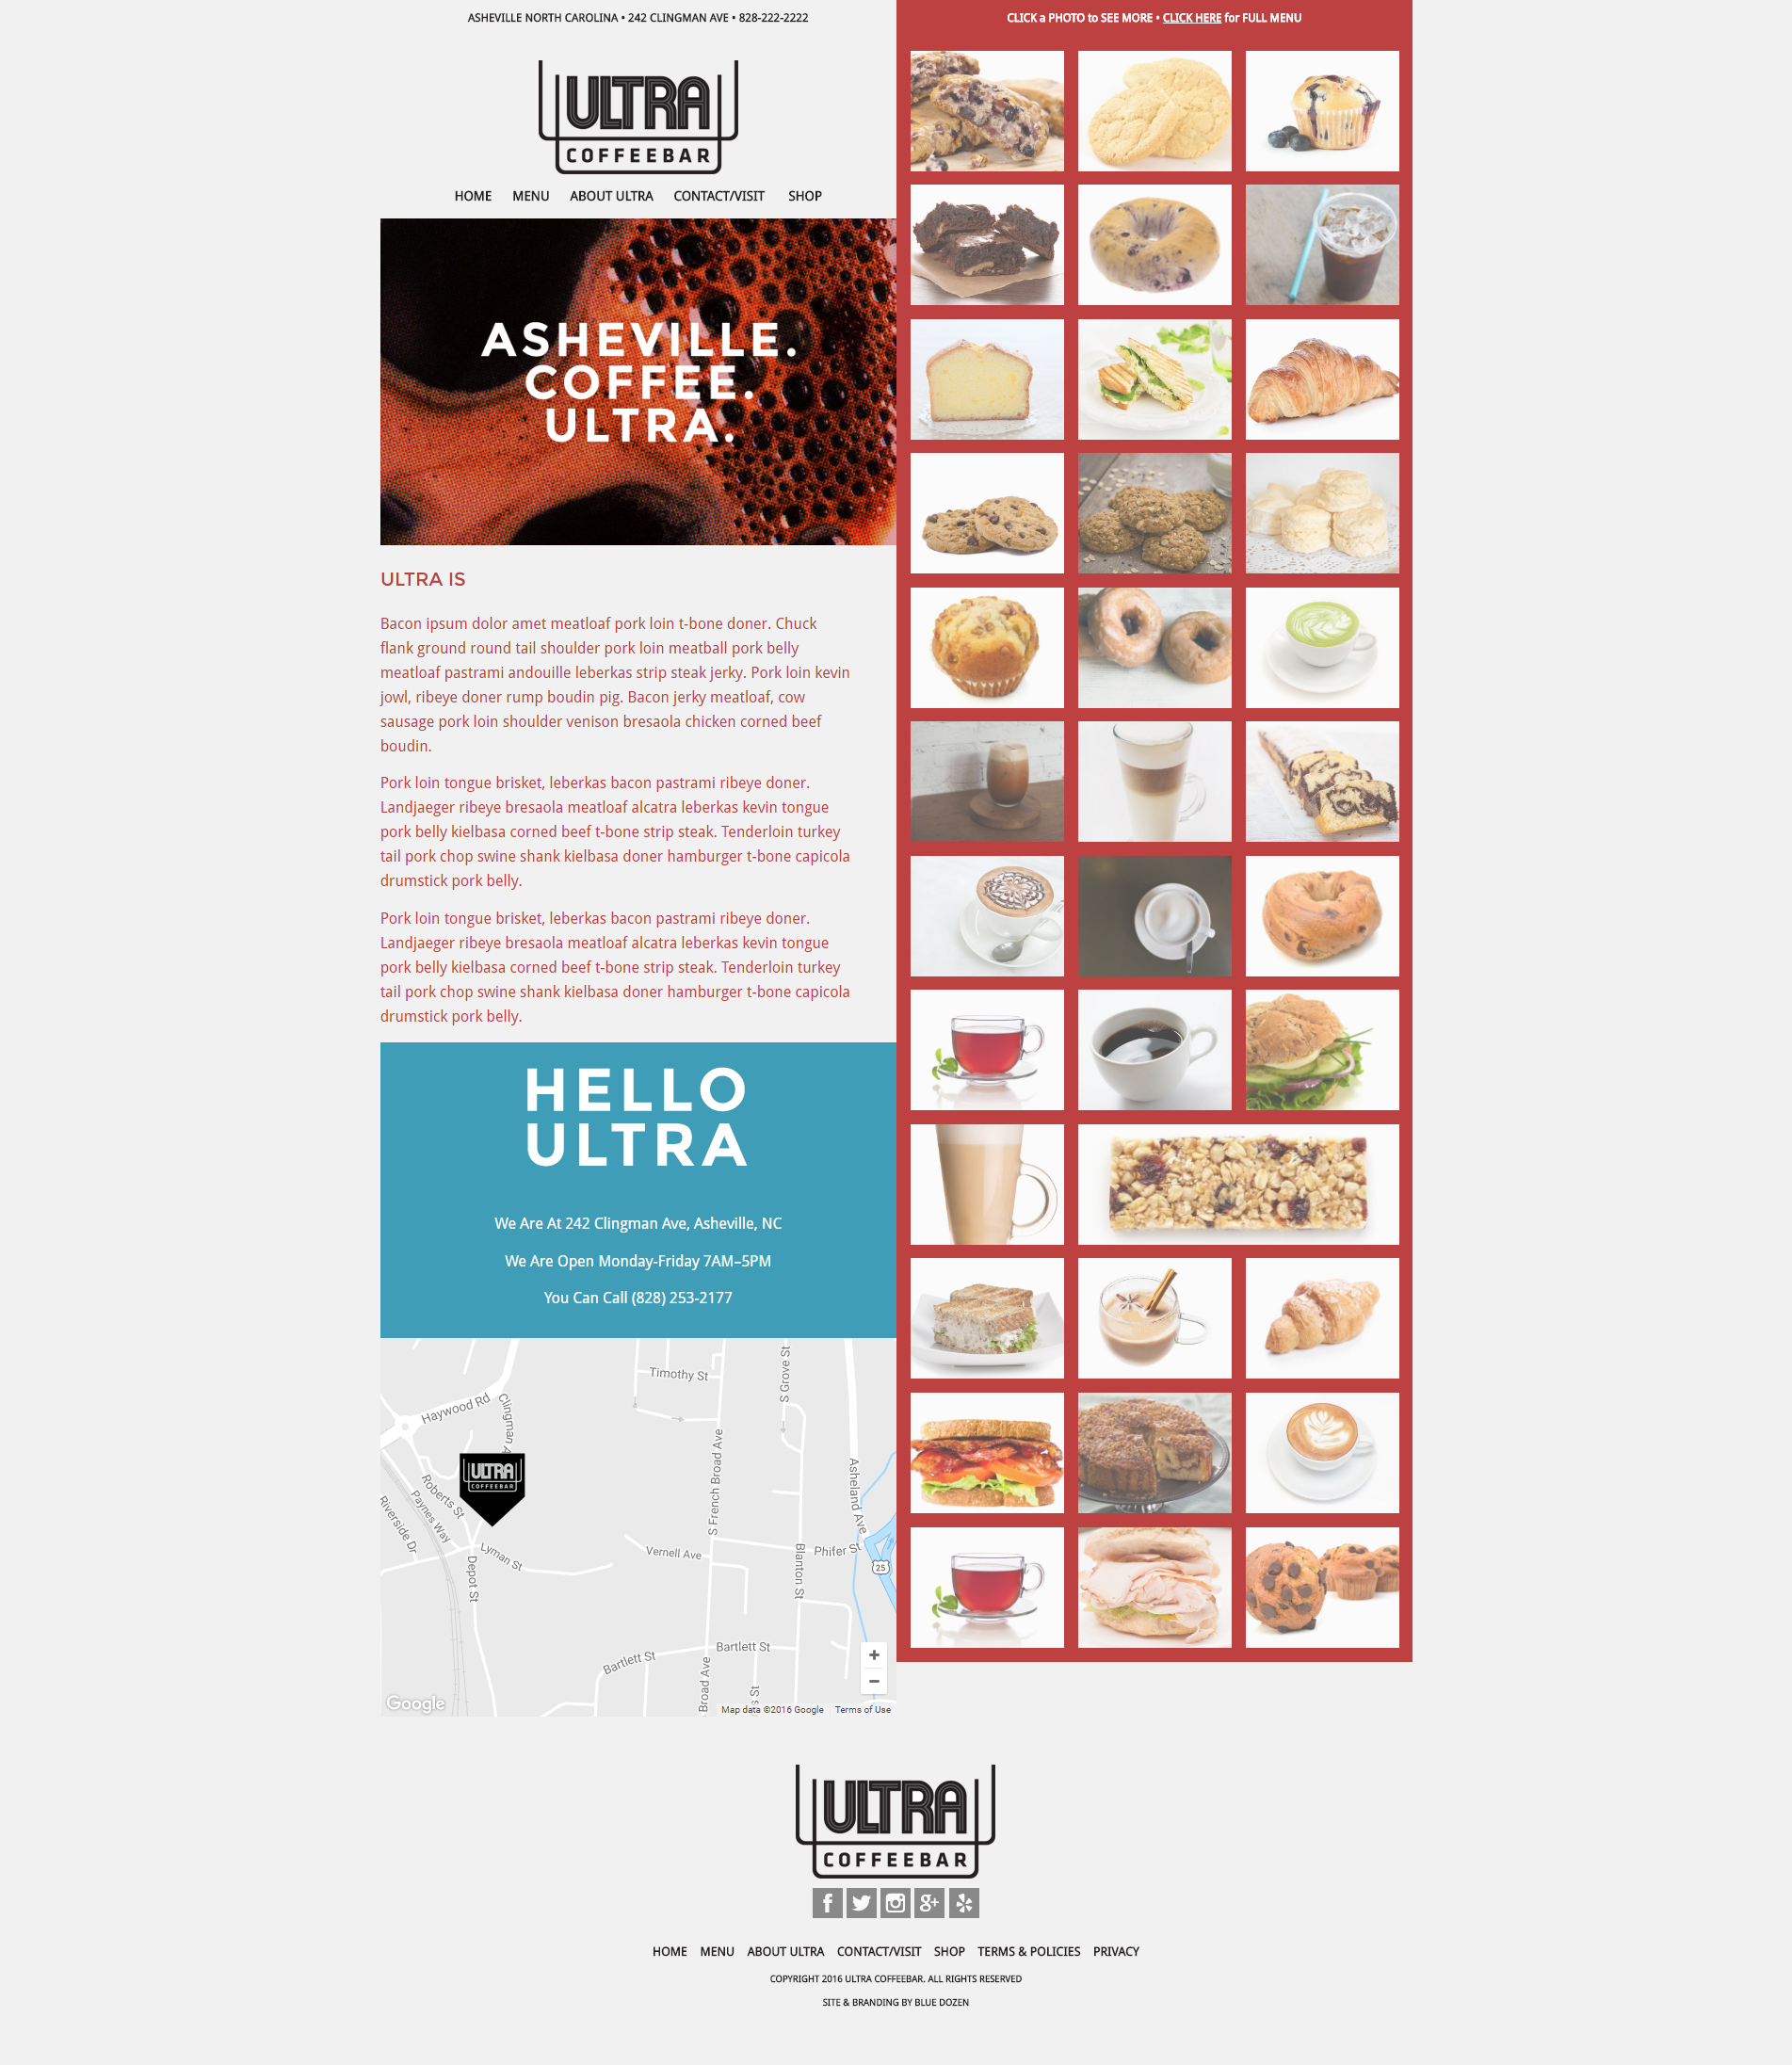 ASHEVILLE NORTH CAROLINA • 242 CLINGMAN AVE • 828-222-2222
CLICK a PHOTO to SEE MORE • CLICK HERE for FULL MENU
ULTRA
COFFEEBAR
HOME MENU ABOUT ULTRA CONTACT/VISIT SHOP
ASHEVILLE.
COFFEE.
ULTRA.
ULTRA IS
Bacon ipsum dolor amet meatloaf pork loin t-bone doner. Chuck
flank ground round tail shoulder pork loin meatball pork belly
meatloaf pastrami andouille leberkas strip steak jerky. Pork loin kevin
jowl, ribeye doner rump boudin pig. Bacon jerky meatloaf, cow
sausage pork loin shoulder venison bresaola chicken corned beef
boudin.
Pork loin tongue brisket, leberkas bacon pastrami ribeye doner.
Landjaeger ribeye bresaola meatloaf alcatra leberkas kevin tongue
pork belly kielbasa corned beef t-bone strip steak. Tenderloin turkey
tail pork chop swine shank kielbasa doner hamburger t-bone capicola
drumstick pork belly.
Pork loin tongue brisket, leberkas bacon pastrami ribeye doner.
Landjaeger ribeye bresaola meatloaf alcatra leberkas kevin tongue
pork belly kielbasa corned beef t-bone strip steak. Tenderloin turkey
tail pork chop swine shank kielbasa doner hamburger t-bone capicola
drumstick pork belly.
HELLO
ULTRA
We Are At 242 Clingman Ave, Asheville, NC
We Are Open Monday-Friday 7AM–5PM
You Can Call (828) 253-2177
Timothy St
S Grove St
Haywood Rd
Clingman A
ULTRA
COFFEEBAR
Roberts St
Paynes Way
Riverside Dr
Lyman St
Depot St
S French Broad Ave
Asheland Ave
Vernell Ave
Blanton St
Phifer St
25
Bartlett St
Bartlett St
Broad Ave
s St
+
−
Google
Map data ©2016 Google Terms of Use
ULTRA
COFFEEBAR
HOME MENU ABOUT ULTRA CONTACT/VISIT SHOP TERMS & POLICIES PRIVACY
COPYRIGHT 2016 ULTRA COFFEEBAR. ALL RIGHTS RESERVED
SITE & BRANDING BY BLUE DOZEN